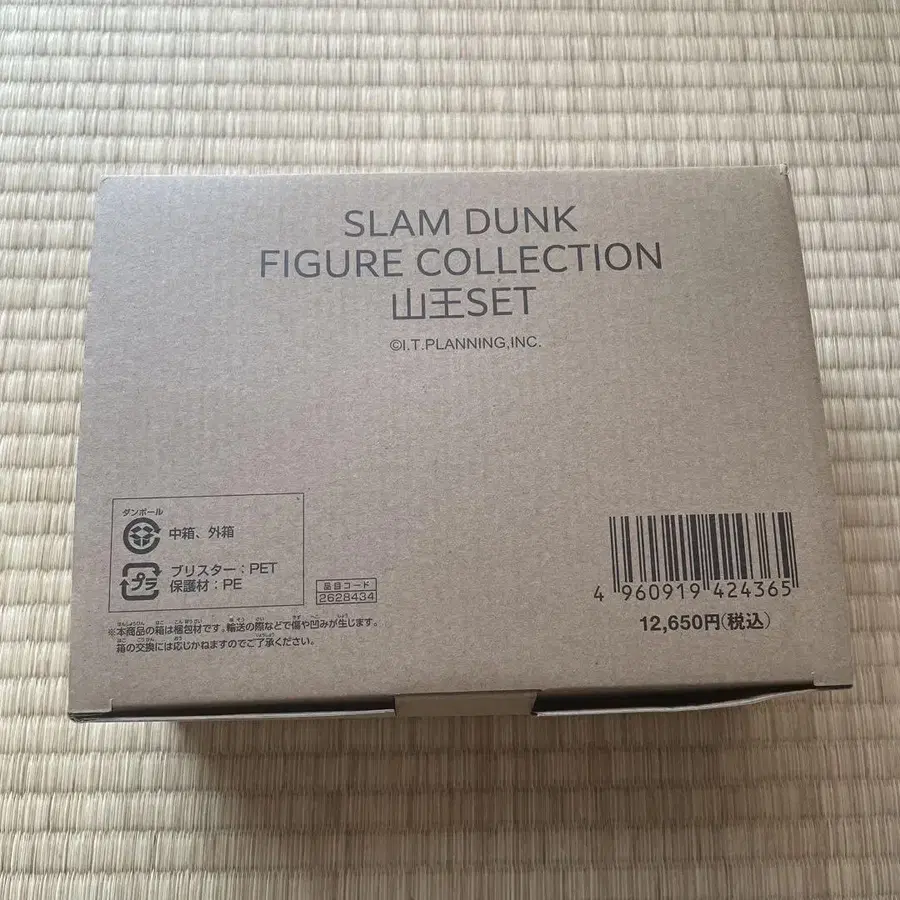 SLAM DUNK
FIGURE COLLECTION
山王SET
©I.T.PLANNING,INC.
ダンボール
中箱、外箱
プラ
ブリスター：PET
保護材：PE
品目コード
2628434
※本商品の箱は梱包材です。輸送の際などで傷や凹みが生じます。
箱の交換には応じかねますのでご了承ください。
4 960919 424365
12,650円(税込)